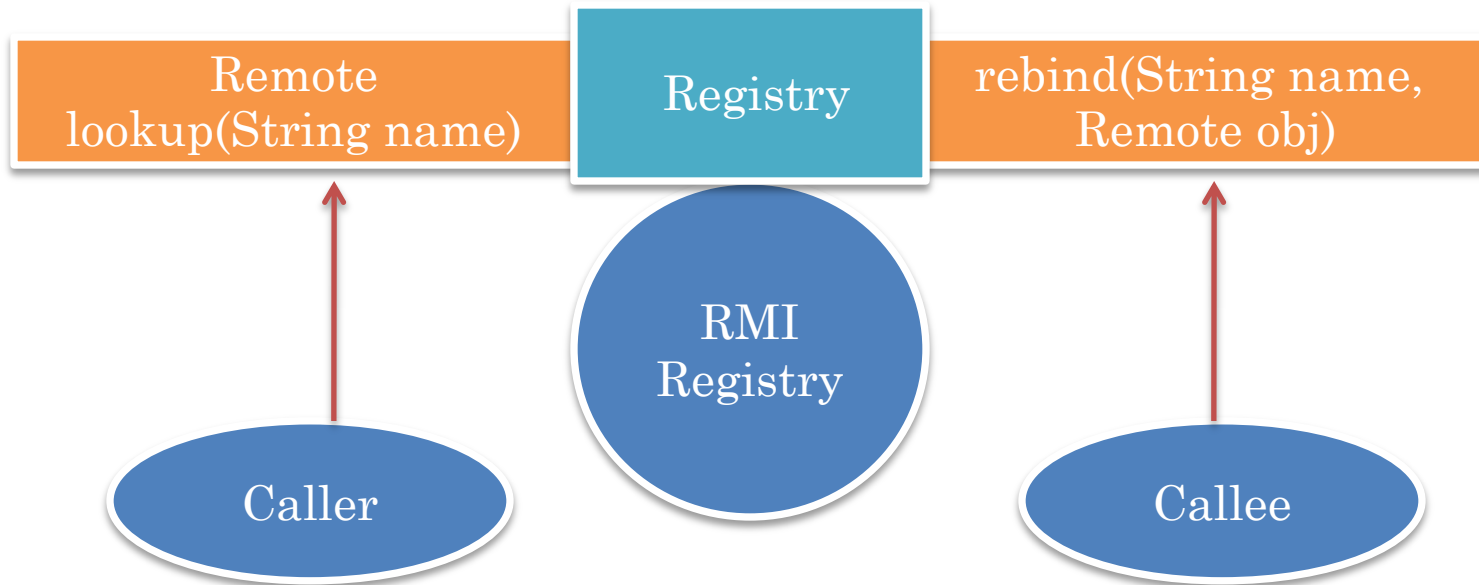 Remote
lookup(String name)
Registry
rebind(String name,
Remote obj)
RMI
Registry
Caller
Callee